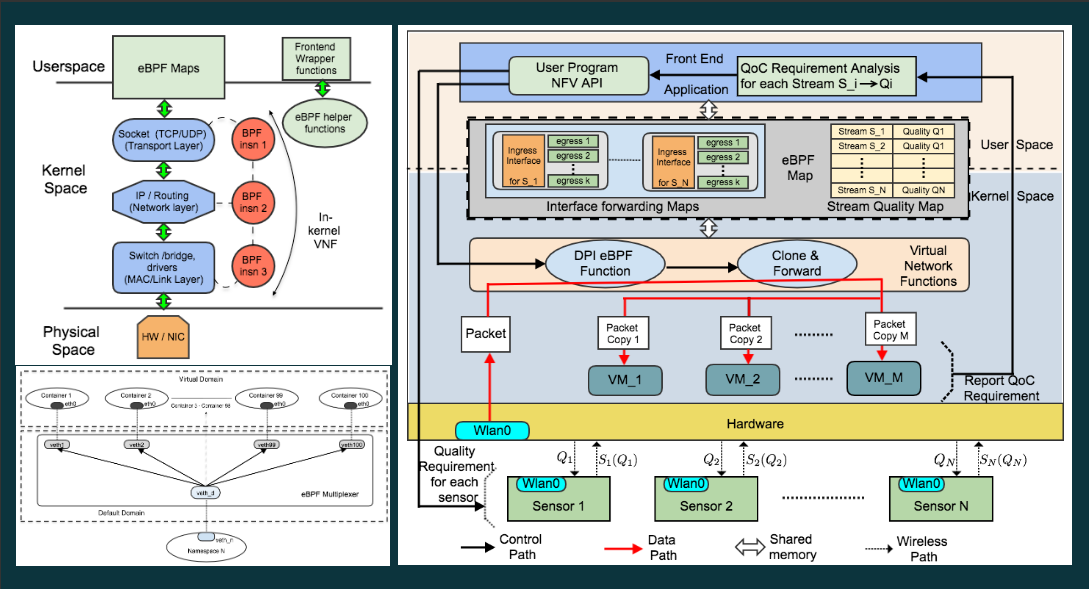 Userspace
eBPF Maps
Frontend
Wrapper
functions
eBPF helper
functions
Socket (TCP/UDP)
(Transport Layer)
BPF
insn 1
Kernel
Space
IP / Routing
(Network layer)
BPF
insn 2
In-
kernel
VNF
Switch /bridge,
drivers
(MAC/Link Layer)
BPF
insn 3
Physical
Space
HW / NIC
Virtual Domain
Container 1
eth0
Container 2
eth0
Container 3 - Container 98
Container 99
eth0
Container 100
eth0
veth1
veth2
veth99
veth100
veth_d
eBPF Multiplexer
Default Domain
veth_n
Namespace N
User Program
NFV API
Front End
Application
QoC Requirement Analysis
for each Stream S_i→Qi
Ingress
Interface
for S_1
egress 1
egress 2
egress k
Ingress
Interface
for S_N
egress 1
egress 2
egress k
eBPF
Map
Stream S_1 Quality Q1
Stream S_2 Quality Q1
Stream S_N Quality QN
Interface forwarding Maps
Stream Quality Map
User Space
Kernel Space
DPI eBPF
Function
Clone &
Forward
Virtual
Network
Functions
Packet
Packet
Copy 1
Packet
Copy 2
Packet
Copy M
VM_1
VM_2
VM_M
Report QoC
Requirement
Hardware
Wlan0
Quality
Requirement
for each
sensor
Q1
S1(Q1)
Q2
S2(Q2)
QN
SN(QN)
Wlan0
Sensor 1
Wlan0
Sensor 2
Wlan0
Sensor N
Control
Path
Data
Path
Shared
memory
Wireless
Path